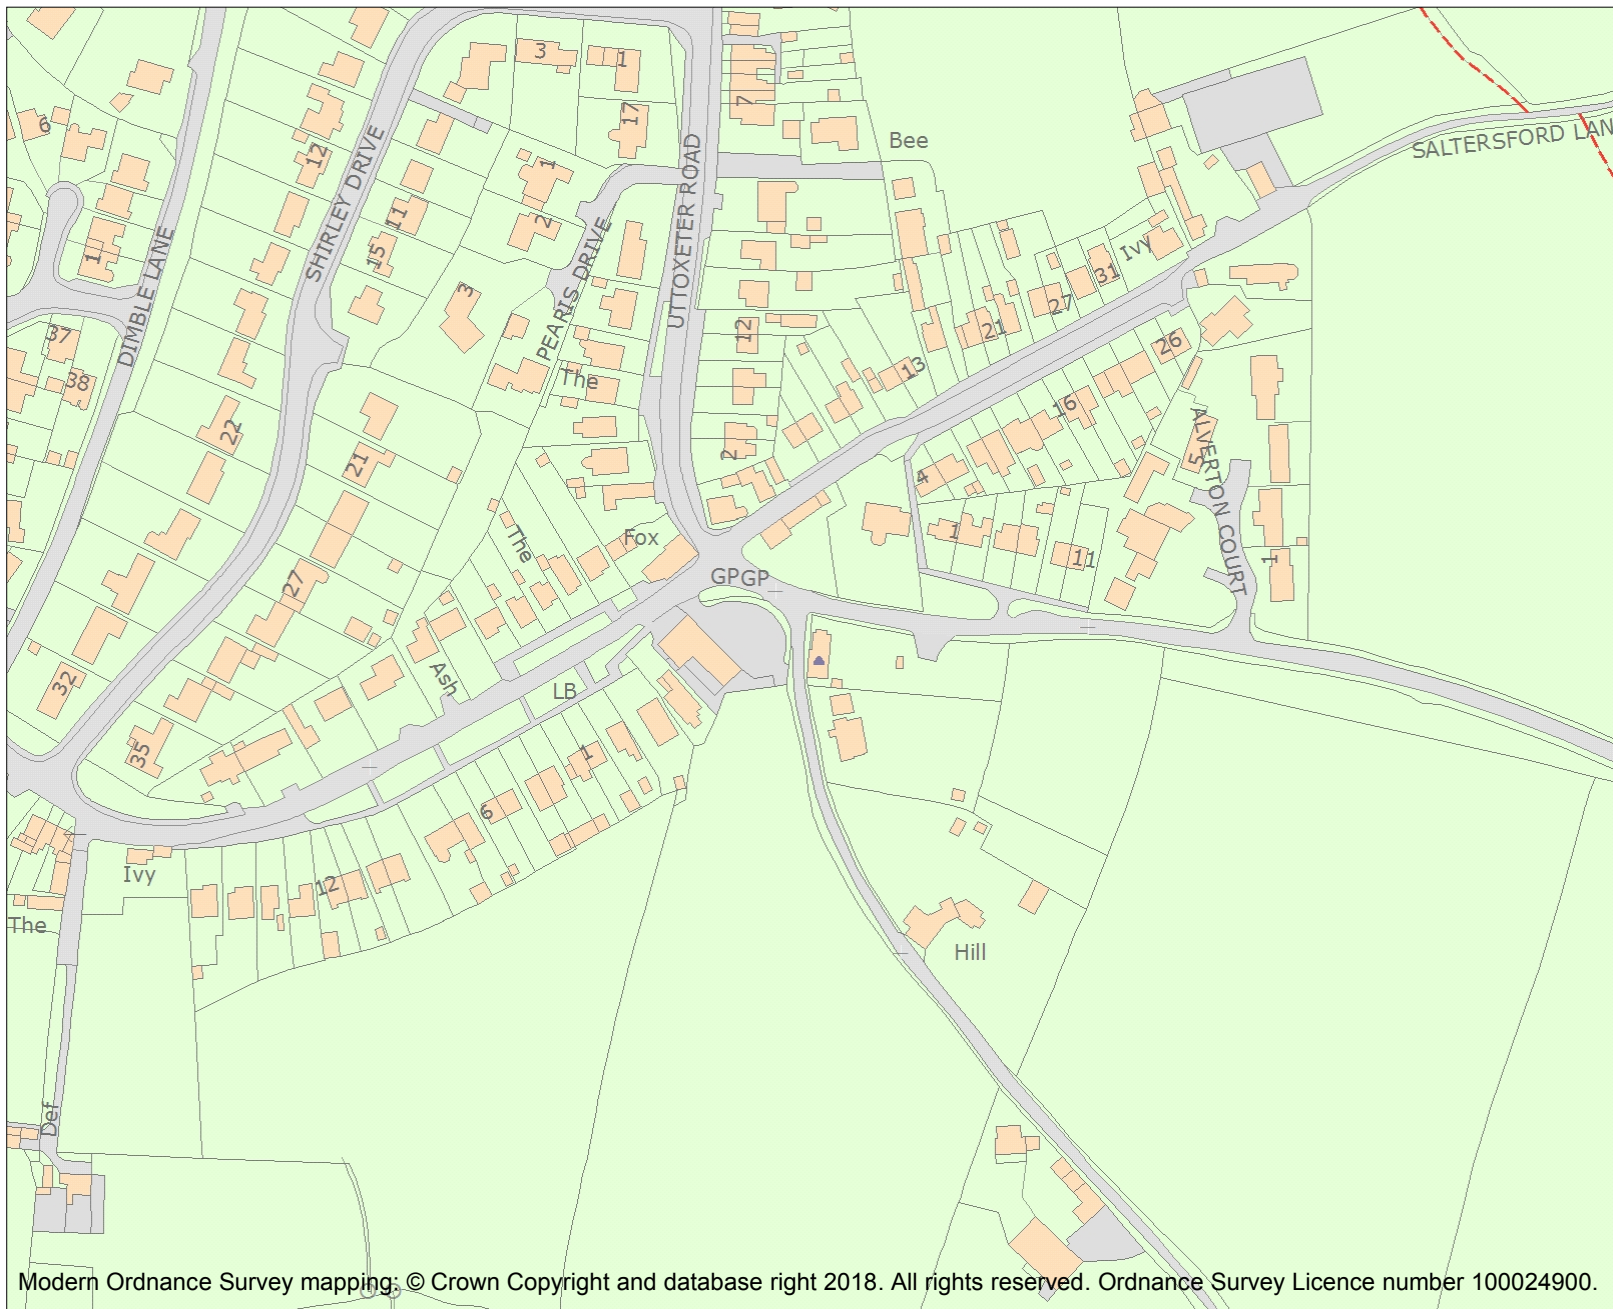 3
1
7
17
6
12
Bee
SALTERSFORD LAN
1
11
2
15
1
DIMBLE LANE
SHIRLEY DRIVE
PEARIS DRIVE
UTTOXETER ROAD
Ivy
31
27
3
21
12
37
38
The
13
26
16
22
21
2
4
5
ALVERTON COURT
The
Fox
1
11
1
27
GPGP
32
Ash
LB
35
1
6
12
Ivy
The
Hill
Def
Modern Ordnance Survey mapping: © Crown Copyright and database right 2018. All rights reserved. Ordnance Survey Licence number 100024900.